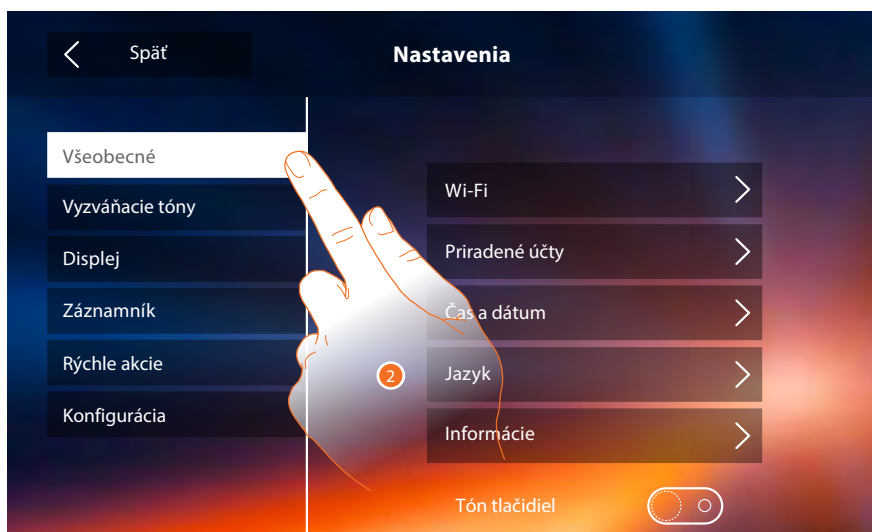 Späť
Nastavenia
Všeobecné
Vyzváňacie tóny
Displej
Záznamník
Rýchle akcie
Konfigurácia
Wi-Fi
Priradené účty
Čas a dátum
2
Jazyk
Informácie
Tón tlačidiel